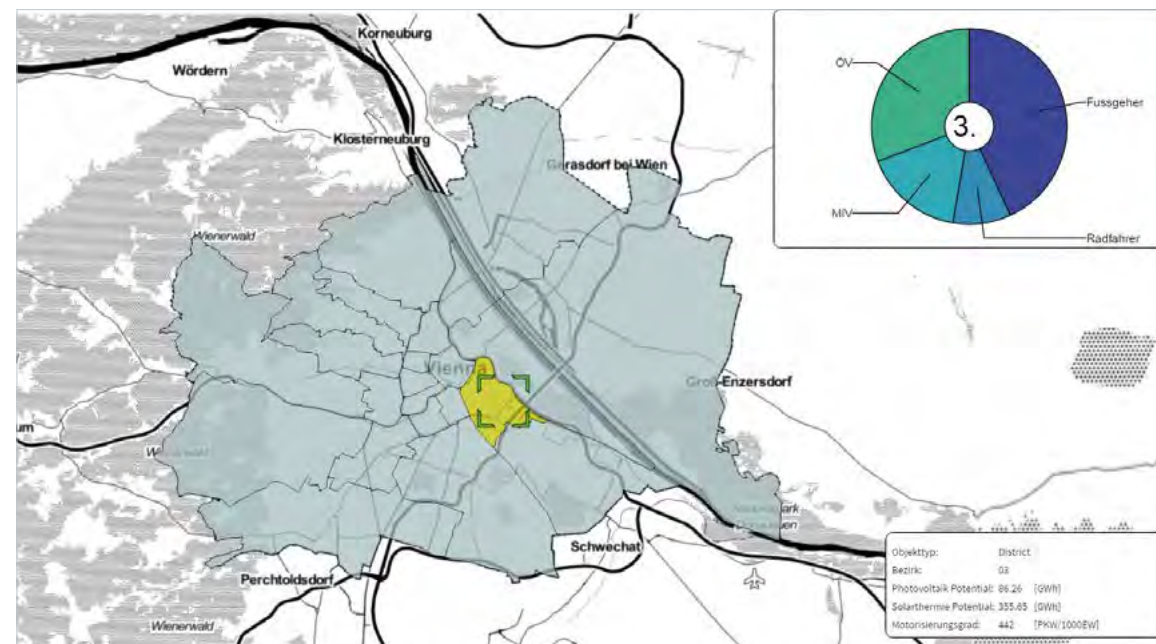 Korneuburg
Wördern
Klosterneuburg
Gerasdorf bei Wien
Wienerwald
Vienna
Groß-Enzersdorf
um
Schwechat
Perchtoldsdorf
Wienerwald
ÖV
Fussgeher
3.
MIV
Radfahrer
Objekttyp: District
Bezirk: 03
Photovoltaik Potential: 86.26 [GWh]
Solarthermie Potential: 355.65 [GWh]
Motorisierungsgrad: 442 [PKW/1000EW]